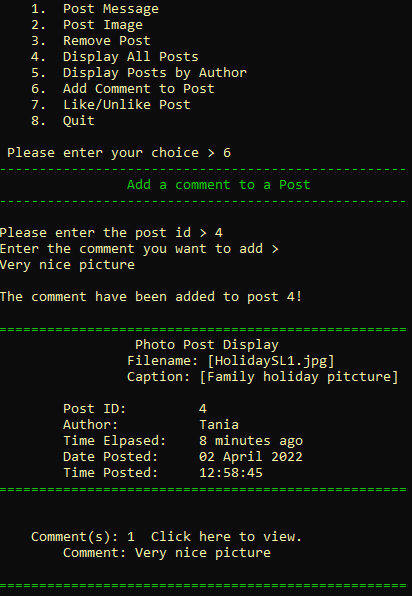 1. Post Message
2. Post Image
3. Remove Post
4. Display All Posts
5. Display Posts by Author
6. Add Comment to Post
7. Like/Unlike Post
8. Quit
Please enter your choice > 6
--------------------------------------------------
Add a comment to a Post
--------------------------------------------------
Please enter the post id > 4
Enter the comment you want to add >
Very nice picture
The comment have been added to post 4!
==================================================
Photo Post Display
Filename: [HolidaySL1.jpg]
Caption: [Family holiday pitcture]
Post ID: 4
Author: Tania
Time Elpased: 8 minutes ago
Date Posted: 02 April 2022
Time Posted: 12:58:45
==================================================
Comment(s): 1 Click here to view.
Comment: Very nice picture
==================================================